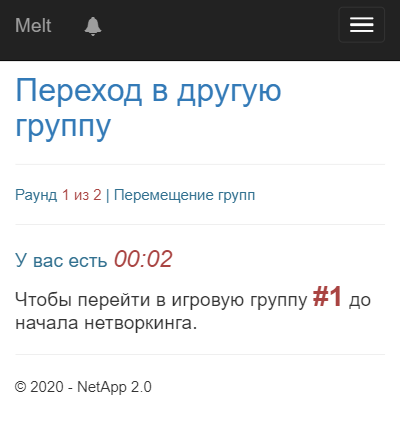 Melt
Переход в другую
группу
Раунд 1 из 2 | Перемещение групп
У вас есть 00:02
Чтобы перейти в игровую группу #1 до
начала нетворкинга.
© 2020 - NetApp 2.0